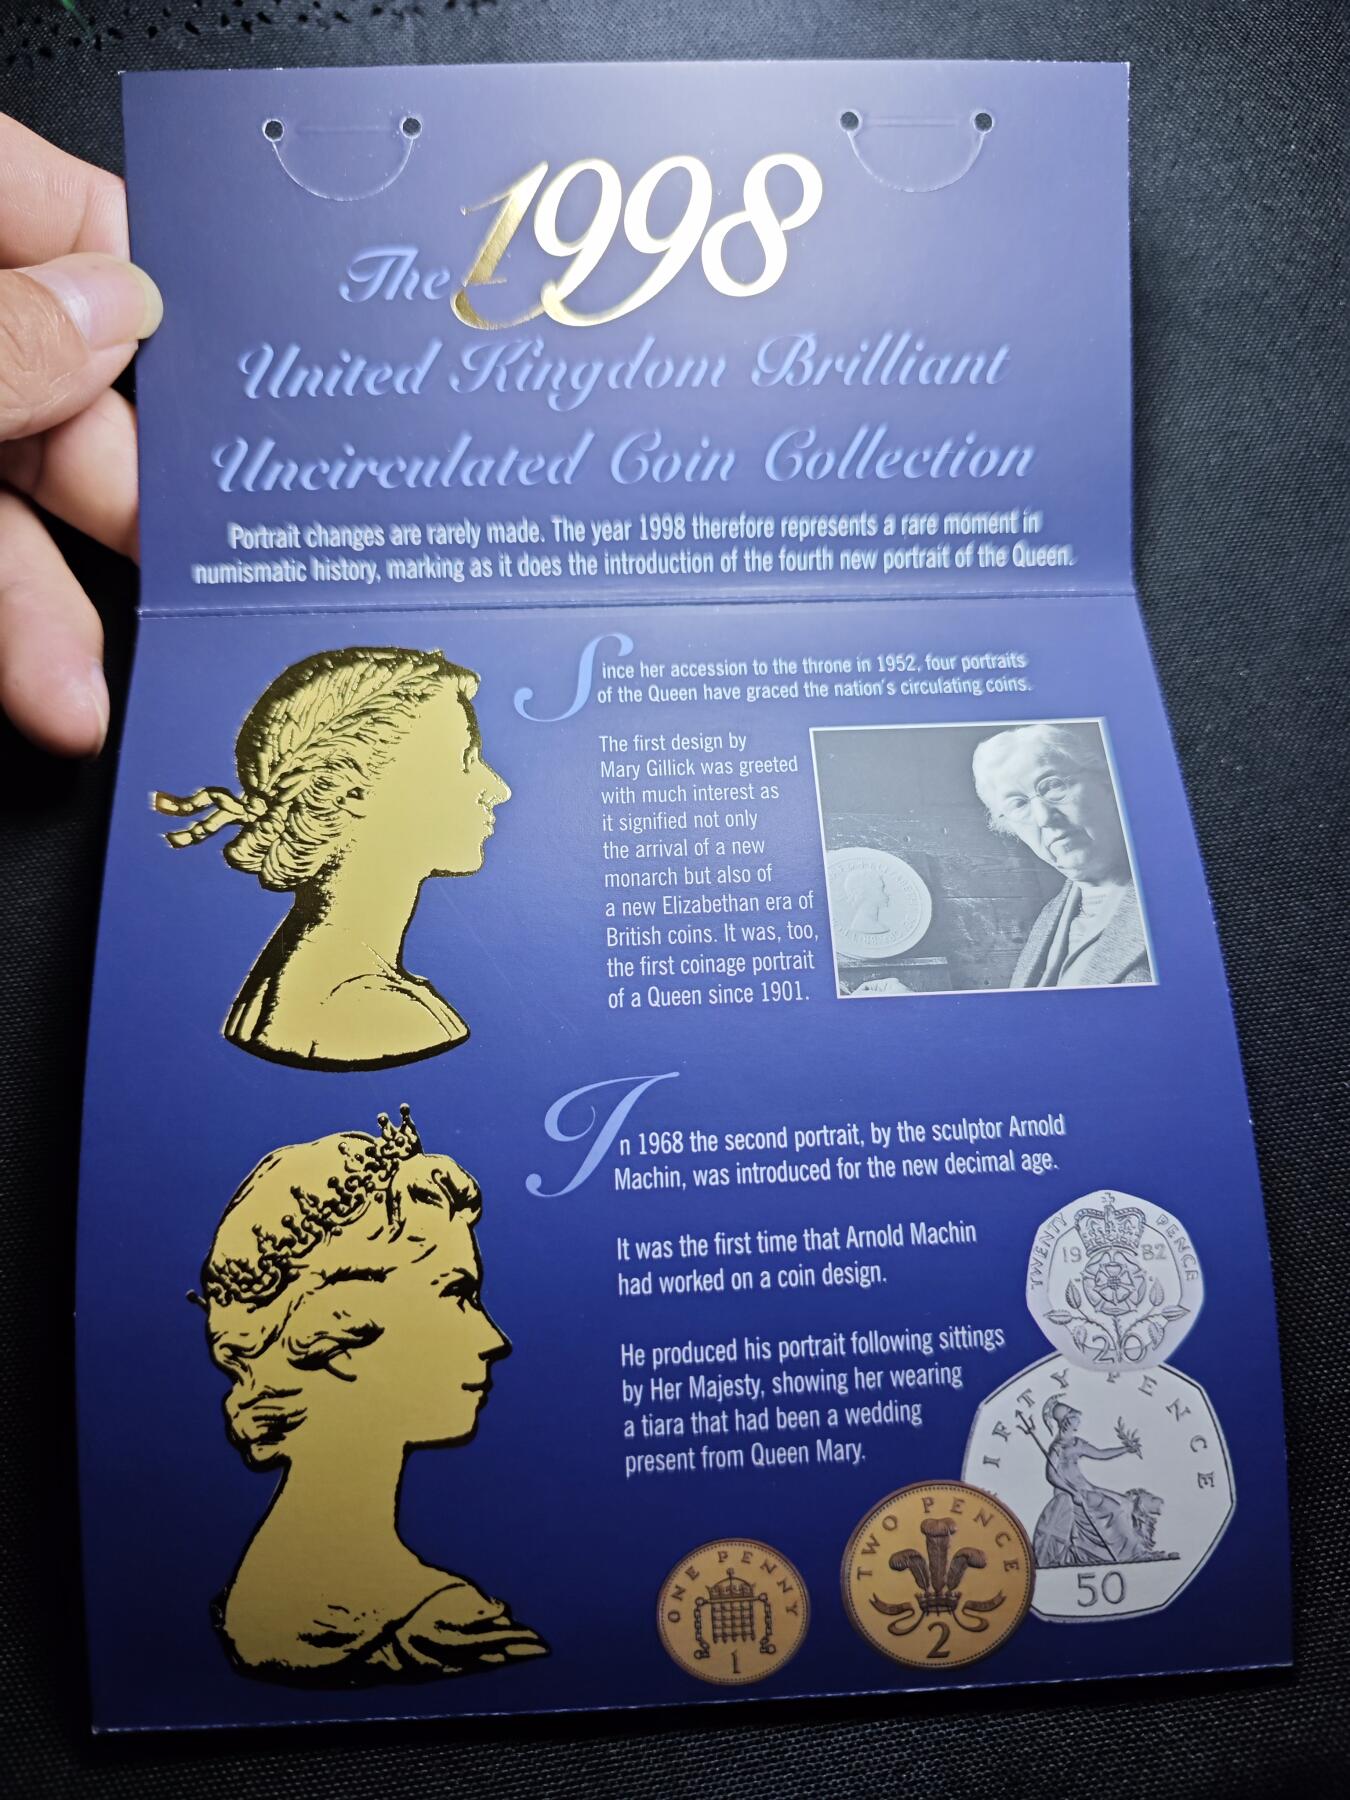 The 1998
United Kingdom Brilliant
Uncirculated Coin Collection
Portrait changes are rarely made. The year 1998 therefore represents a rare moment in
numismatic history, marking as it does the introduction of the fourth new portrait of the Queen.
Since her accession to the throne in 1952, four portraits
of the Queen have graced the nation's circulating coins.
The first design by
Mary Gillick was greeted
with much interest as
it signified not only
the arrival of a new
monarch but also of
a new Elizabethan era of
British coins. It was, too,
the first coinage portrait
of a Queen since 1901.
In 1968 the second portrait, by the sculptor Arnold
Machin, was introduced for the new decimal age.
It was the first time that Arnold Machin
had worked on a coin design.
He produced his portrait following sittings
by Her Majesty, showing her wearing
a tiara that had been a wedding
present from Queen Mary.
TWENTY PENCE
1982
20
FIFTY PENCE
50
TWO PENCE
2
ONE PENNY
1